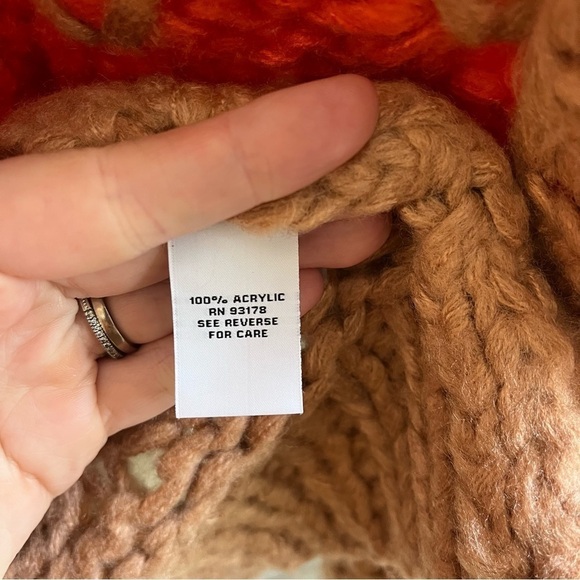 100% ACRYLIC
RN 93178
SEE REVERSE
FOR CARE